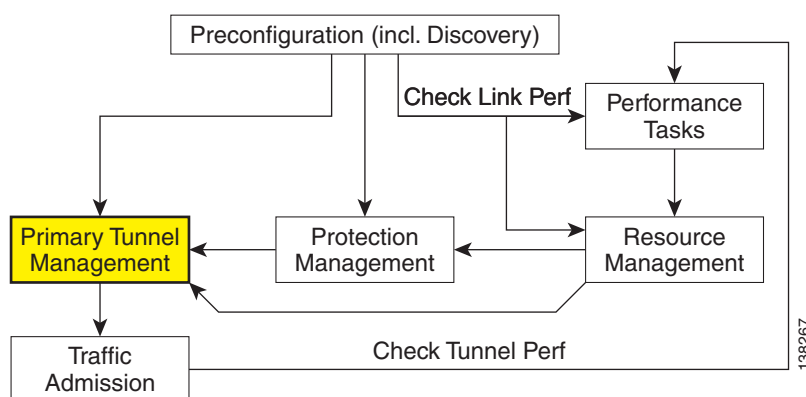 Preconfiguration (incl. Discovery)
Check Link Perf
Performance
Tasks
Primary Tunnel
Management
Protection
Management
Resource
Management
Traffic
Admission
Check Tunnel Perf
138267